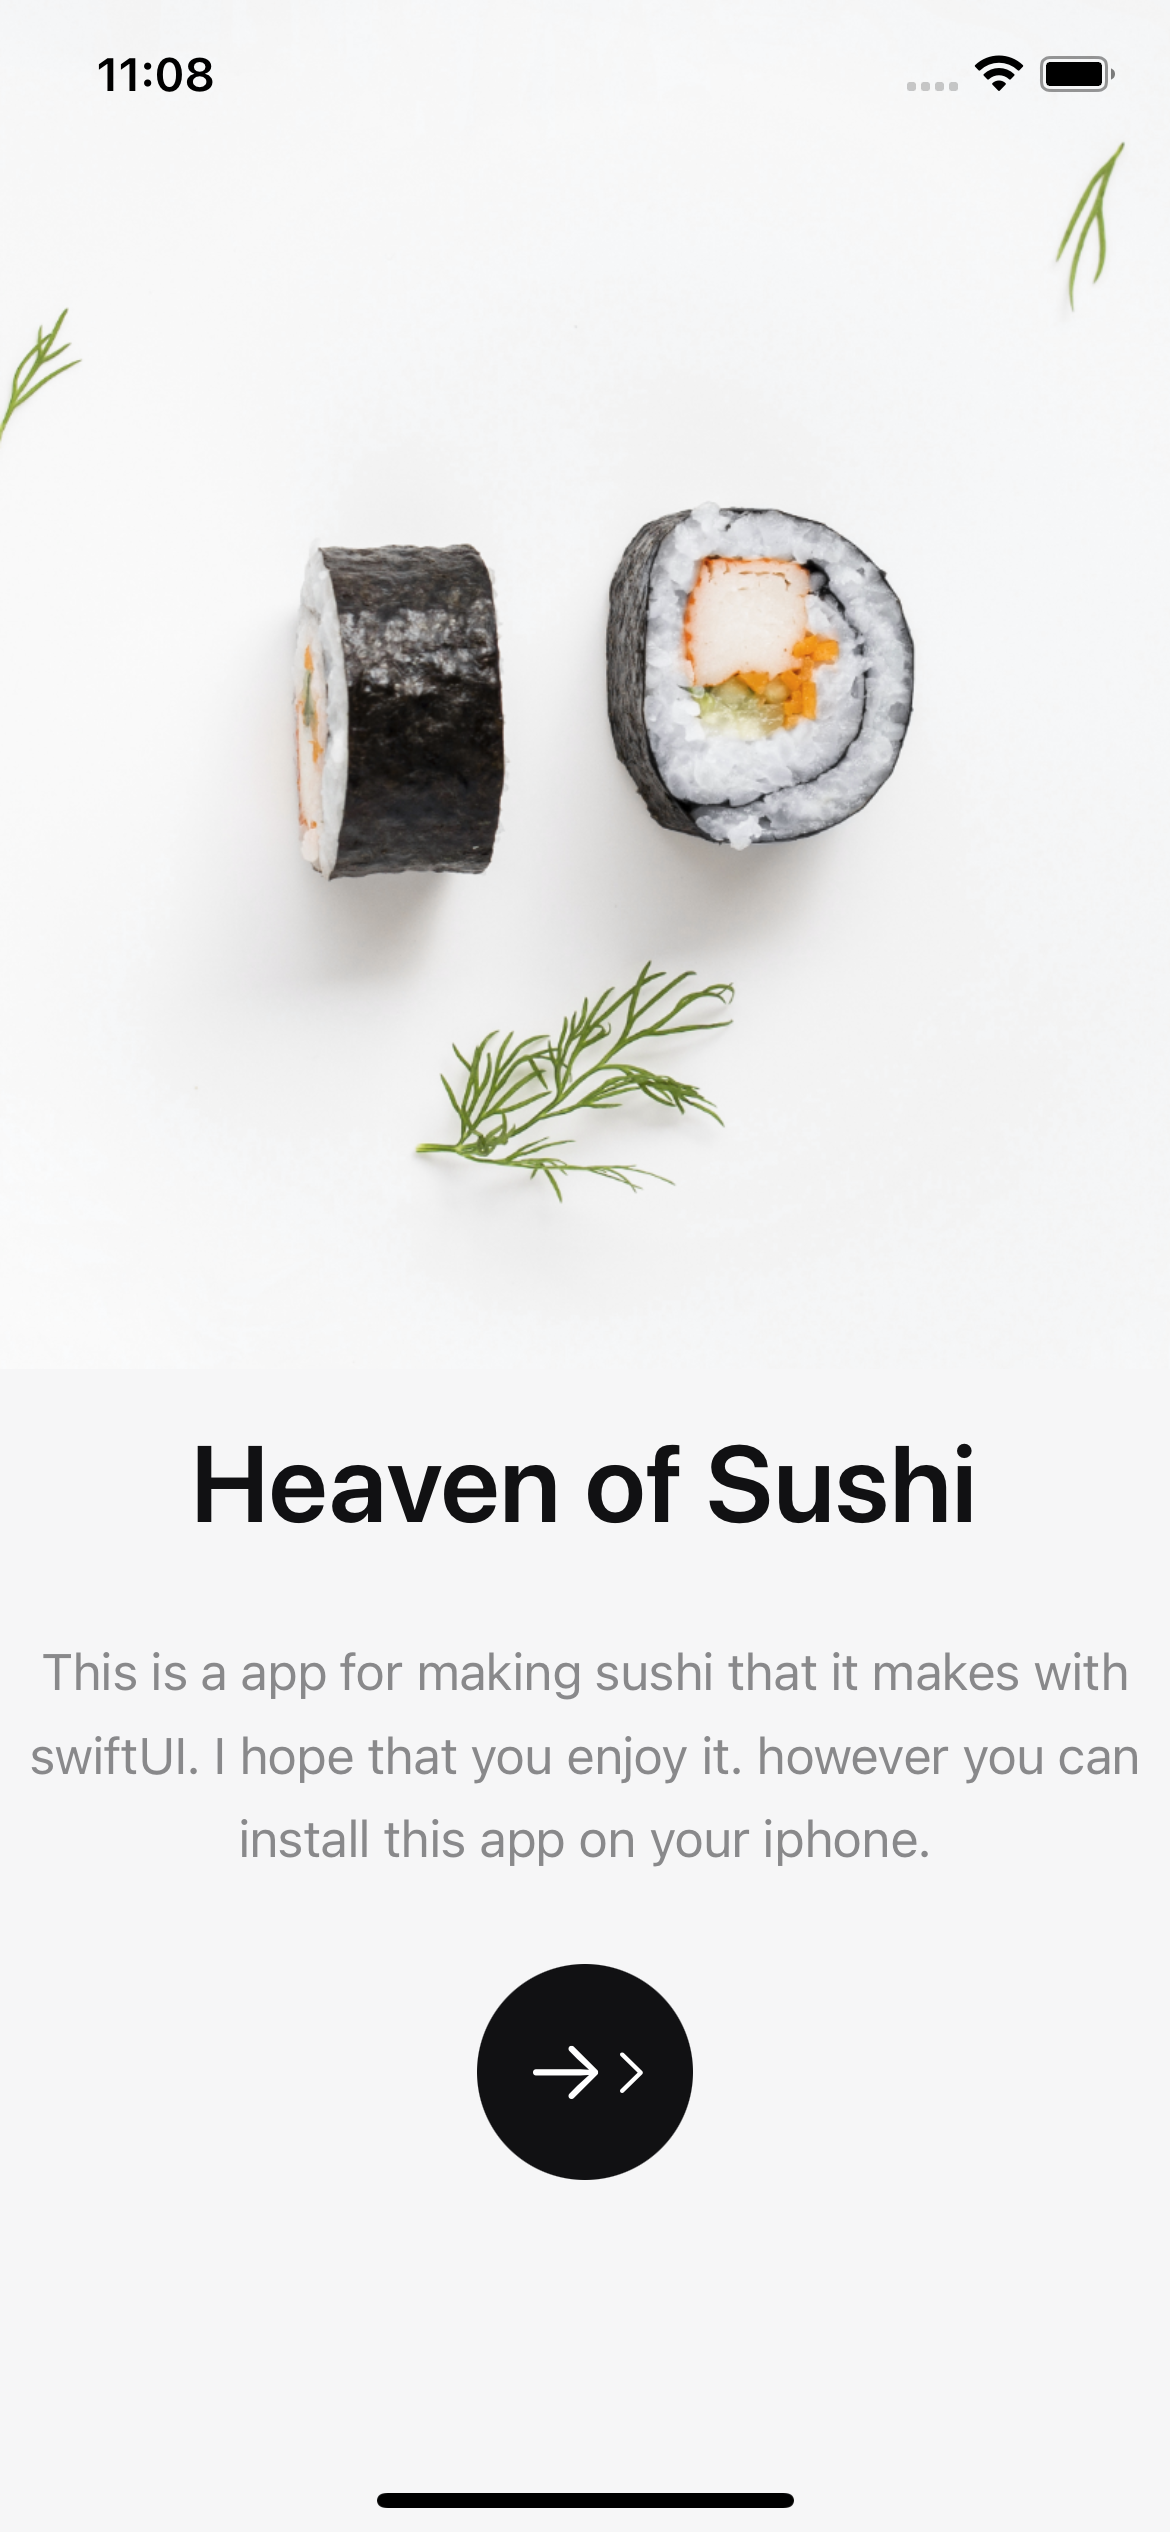 11:08
Heaven of Sushi
This is a app for making sushi that it makes with
swiftUI. I hope that you enjoy it. however you can
install this app on your iphone.